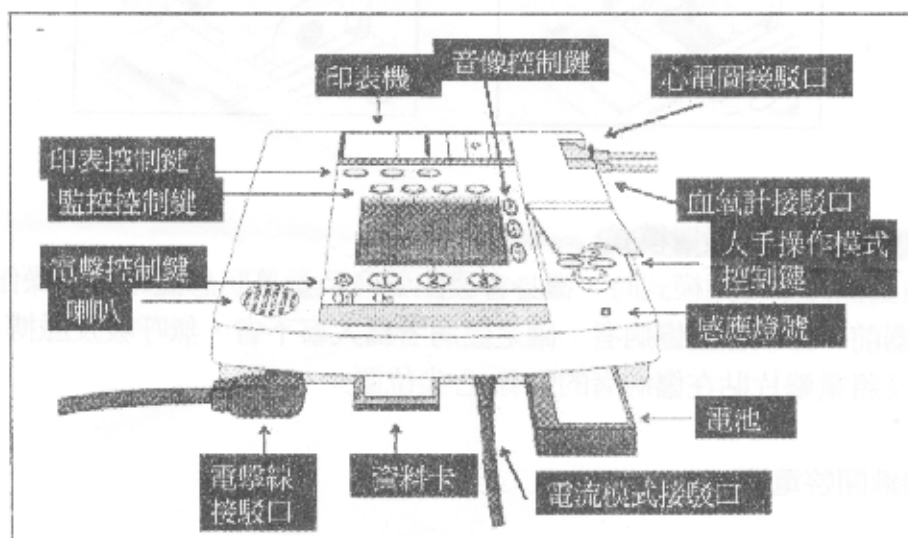 印表機
音像控制鍵
心電圖接駁口
印表控制鍵
監控控制鍵
血氧計接駁口
人手操作模式
控制鍵
電擊控制鍵
喇叭
感應燈號
電池
電擊線
接駁口
資料卡
電流模式接駁口